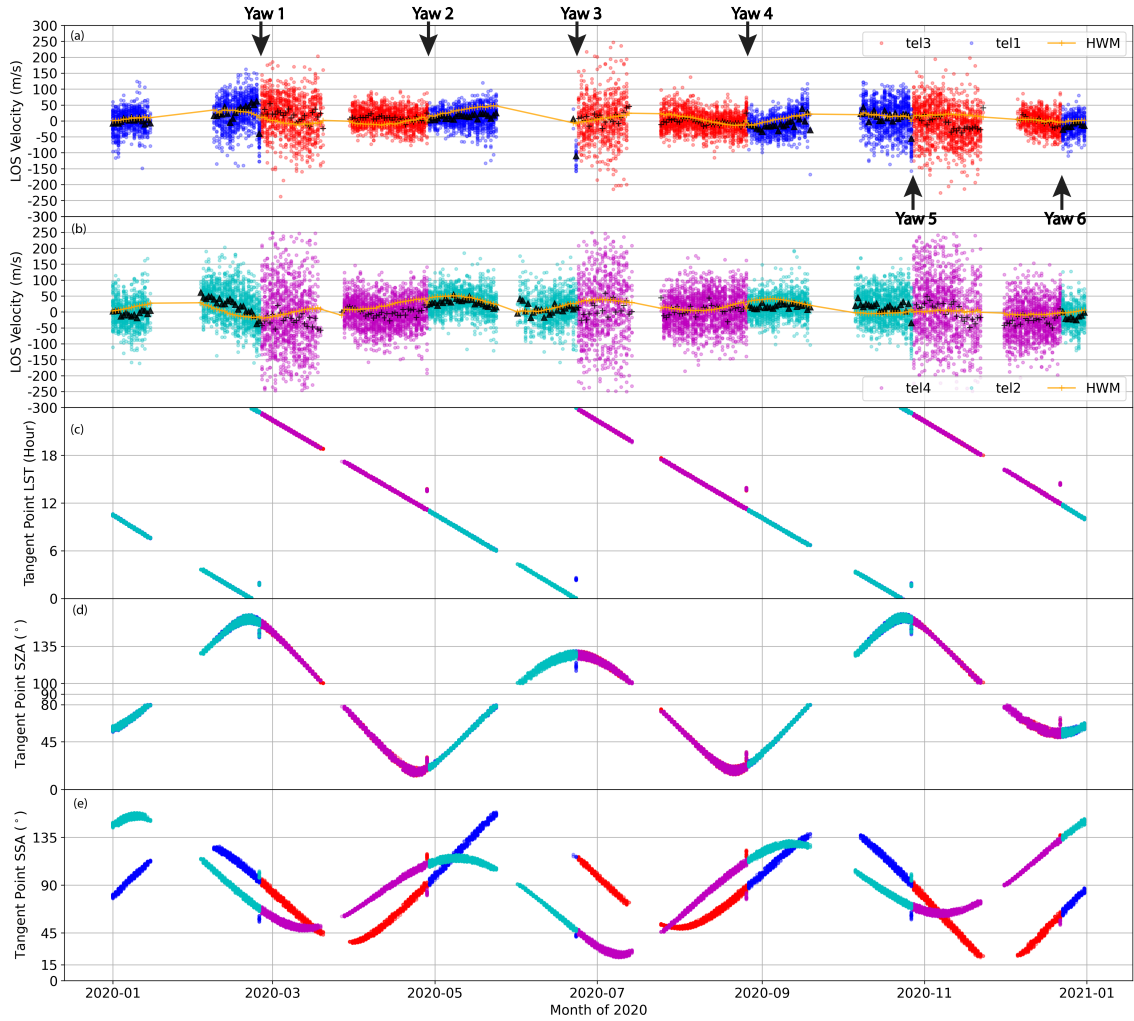 Yaw 1 Yaw 2 Yaw 3 Yaw 4
(a)
tel3 tel1 HWM
300
250
200
150
100
50
0
-50
-100
-150
-200
-250
-300
LOS Velocity (m/s)
Yaw 5 Yaw 6
(b)
250
200
150
100
50
0
-50
-100
-150
-200
-250
-300
LOS Velocity (m/s)
tel4 tel2 HWM
(c)
18
12
6
0
Tangent Point LST (Hour)
(d)
135
100
90
80
45
0
Tangent Point SZA (°)
(e)
135
90
45
15
0
Tangent Point SSA (°)
2020-01 2020-03 2020-05 2020-07 2020-09 2020-11 2021-01
Month of 2020